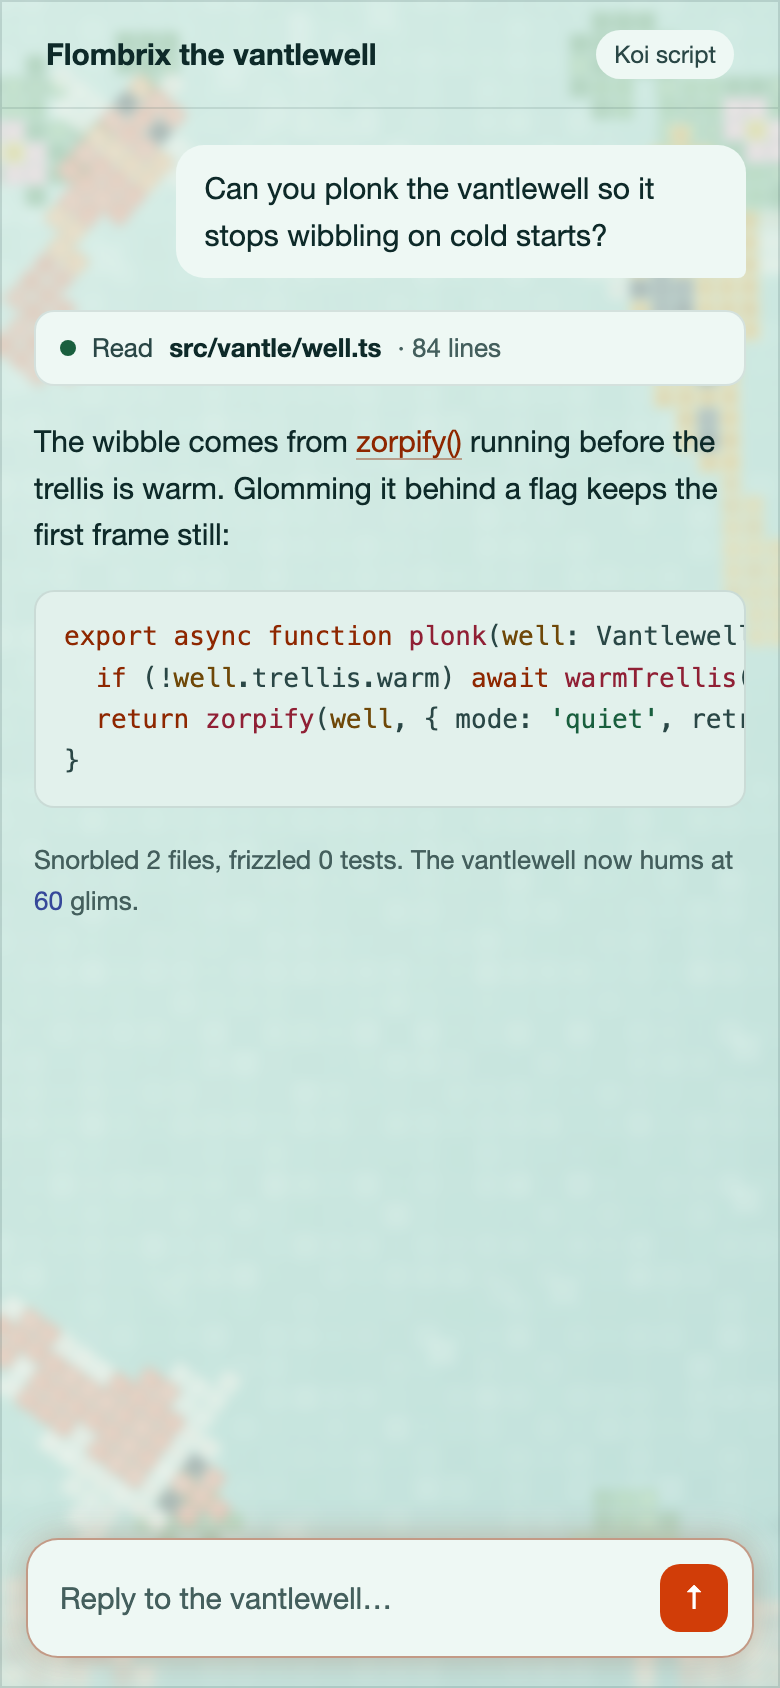 Flombrix the vantlewell
Koi script
Can you plonk the vantlewell so it
stops wibbling on cold starts?
Read src/vantle/well.ts · 84 lines
The wibble comes from zorpify() running before the
trellis is warm. Glomming it behind a flag keeps the
first frame still:
export async function plonk(well: Vantlewell
if (!well.trellis.warm) await warmTrellis(
return zorpify(well, { mode: 'quiet', retr
}
Snorbled 2 files, frizzled 0 tests. The vantlewell now hums at
60 glims.
Reply to the vantlewell…
↑